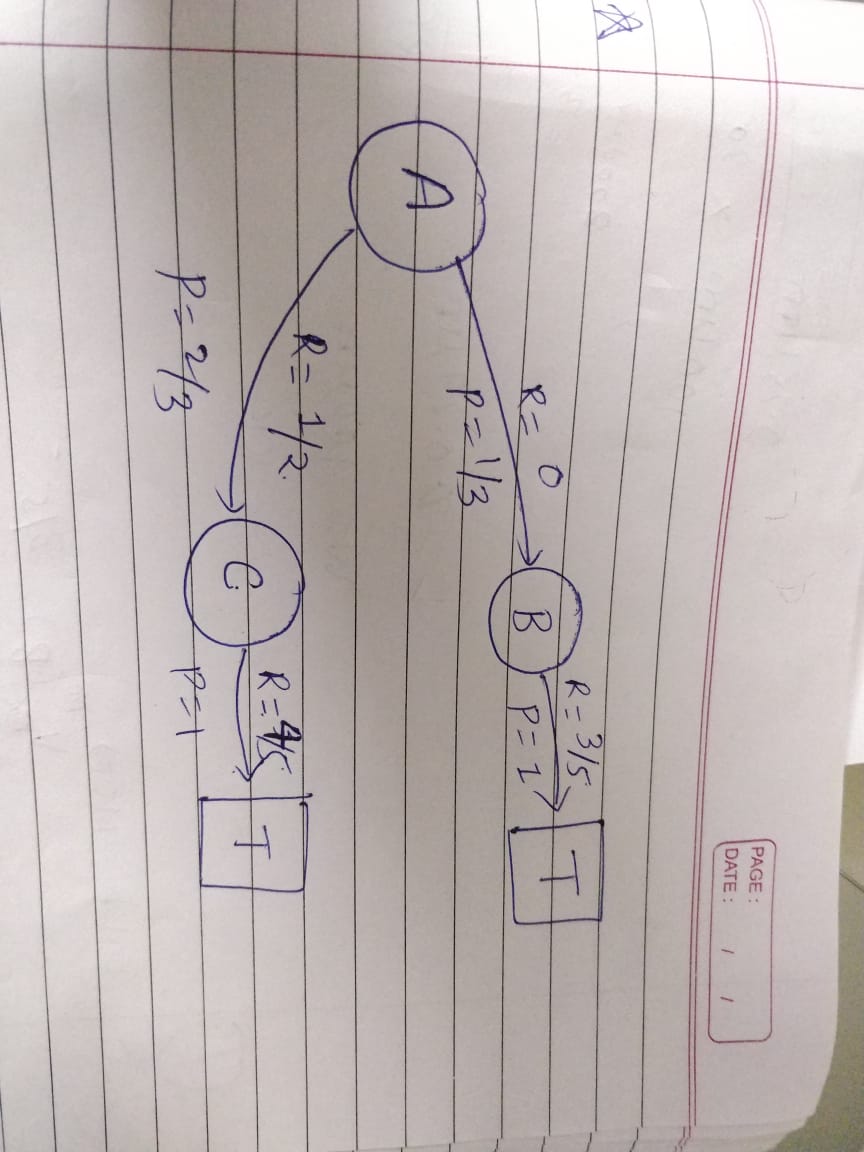 PAGE :
DATE : / /
A
R = 0
P = 1/3
B
R = 3/5
P = 1
T
R = 1/2
P = 2/3
C
R = 4/5
P = 1
T